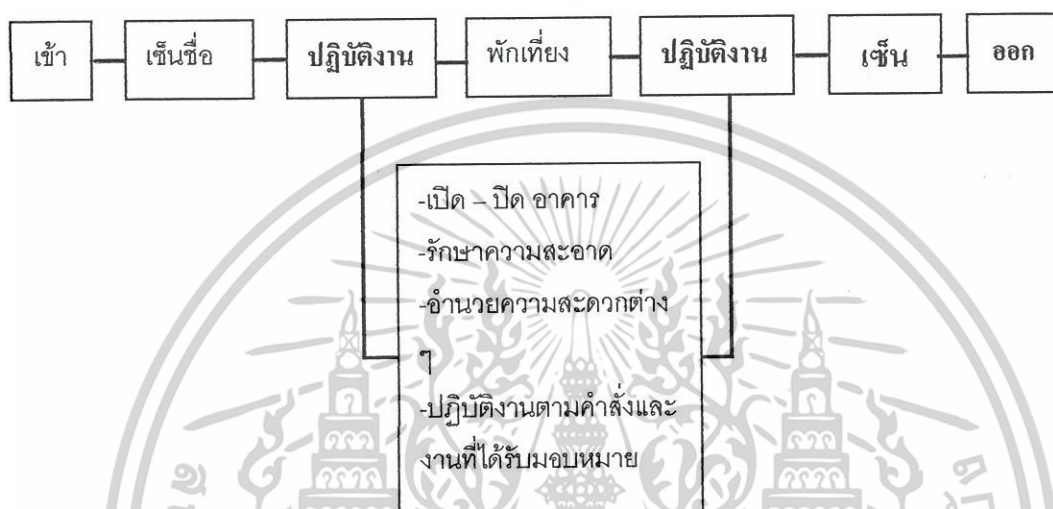 เข้า
เซ็นชื่อ
ปฏิบัติงาน
พักเที่ยง
ปฏิบัติงาน
เซ็น
ออก
-เปิด – ปิด อาคาร
-รักษาความสะอาด
-อำนวยความสะดวกต่าง
ๆ
-ปฏิบัติงานตามคำสั่งและ
งานที่ได้รับมอบหมาย